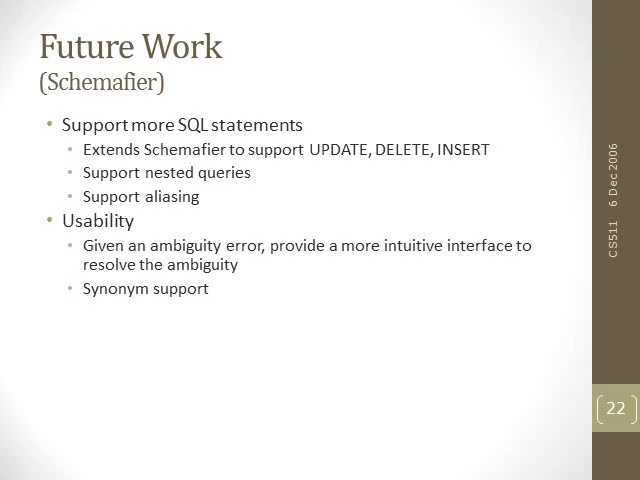 Future Work
(Schemafier)
• Support more SQL statements
• Extends Schemafier to support UPDATE, DELETE, INSERT
• Support nested queries
• Support aliasing
• Usability
• Given an ambiguity error, provide a more intuitive interface to
resolve the ambiguity
• Synonym support
CS511 6 Dec 2006
22